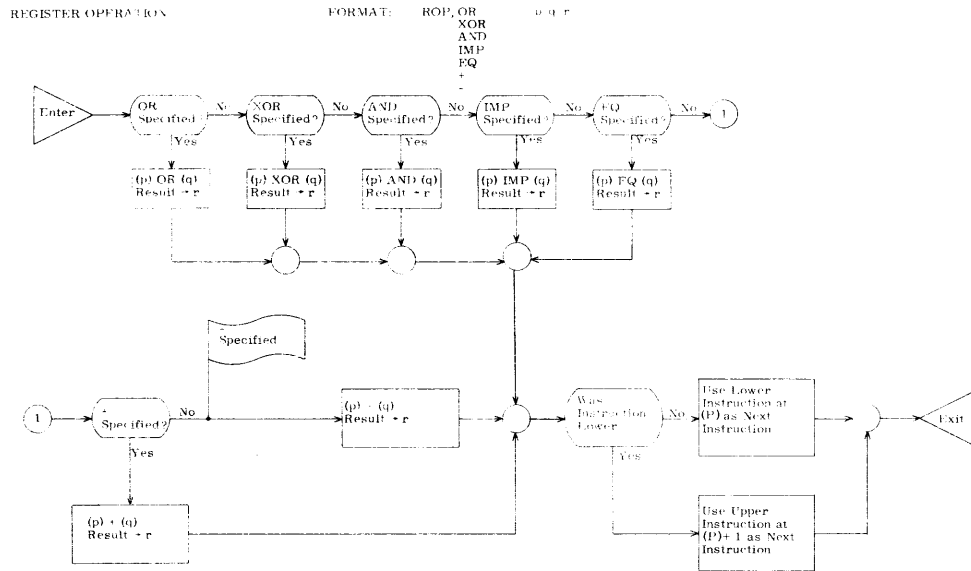 REGISTER OPERATION
FORMAT: ROP, OR p q r
XOR
AND
IMP
EQ
+
-
Enter
OR
Specified?
No
XOR
Specified?
No
AND
Specified?
No
IMP
Specified?
No
EQ
Specified?
No
1
Yes
Yes
Yes
Yes
Yes
(p) OR (q)
Result → r
(p) XOR (q)
Result → r
(p) AND (q)
Result → r
(p) IMP (q)
Result → r
(p) EQ (q)
Result → r
-
Specified
1
+
Specified?
No
Yes
(p) - (q)
Result → r
(p) + (q)
Result → r
Was
Instruction
Lower
No
Yes
Use Lower
Instruction at
(P) as Next
Instruction
Use Upper
Instruction at
(P)+ 1 as Next
Instruction
Exit